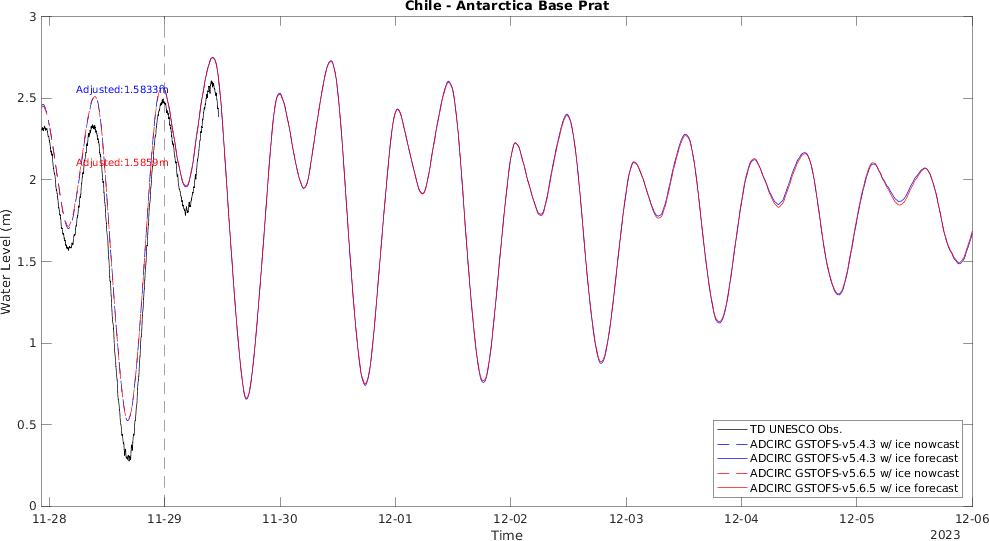 Chile - Antarctica Base Prat
3
2.5
2
1.5
1
0.5
0
Water Level (m)
Adjusted:1.5833m
Adjusted:1.5859m
TD UNESCO Obs.
ADCIRC GSTOFS-v5.4.3 w/ ice nowcast
ADCIRC GSTOFS-v5.4.3 w/ ice forecast
ADCIRC GSTOFS-v5.6.5 w/ ice nowcast
ADCIRC GSTOFS-v5.6.5 w/ ice forecast
11-28 11-29 11-30 12-01 12-02 12-03 12-04 12-05 12-06
Time
2023